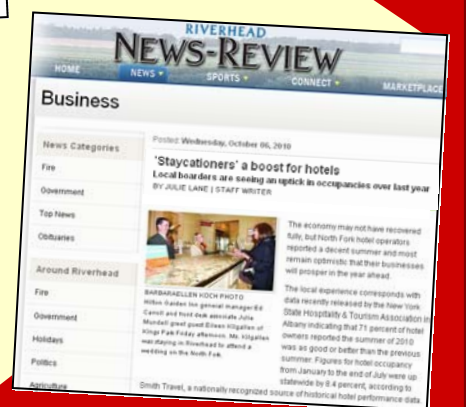 RIVERHEAD
NEWS-REVIEW
HOME
NEWS
SPORTS
CONNECT
MARKETPLACE
Business
News Categories
Fire
Government
Top News
Obituaries
Around Riverhead
Fire
Government
Holidays
Politics
Agriculture
Posted: Wednesday, October 06, 2010
'Staycationers' a boost for hotels
Local boarders are seeing an uptick in occupancies over last year
BY JULIE LANE | STAFF WRITER
BARBARAELLEN KOCH PHOTO
Hilton Garden Inn general manager Ed
Carroll and front desk associate Julie
Mundell greet guest Eileen Kilgallen of
Kings Park Friday afternoon. Ms. Kilgallen
was staying in Riverhead to attend a
wedding on the North Fork.
The economy may not have recovered
fully, but North Fork hotel operators
reported a decent summer and most
remain optimistic that their businesses
will prosper in the year ahead.
The local experience corresponds with
data recently released by the New York
State Hospitality & Tourism Association in
Albany indicating that 71 percent of hotel
owners reported the summer of 2010
was as good or better than the previous
summer. Figures for hotel occupancy
from January to the end of July were up
statewide by 8.4 percent, according to
Smith Travel, a nationally recognized source of historical hotel performance data